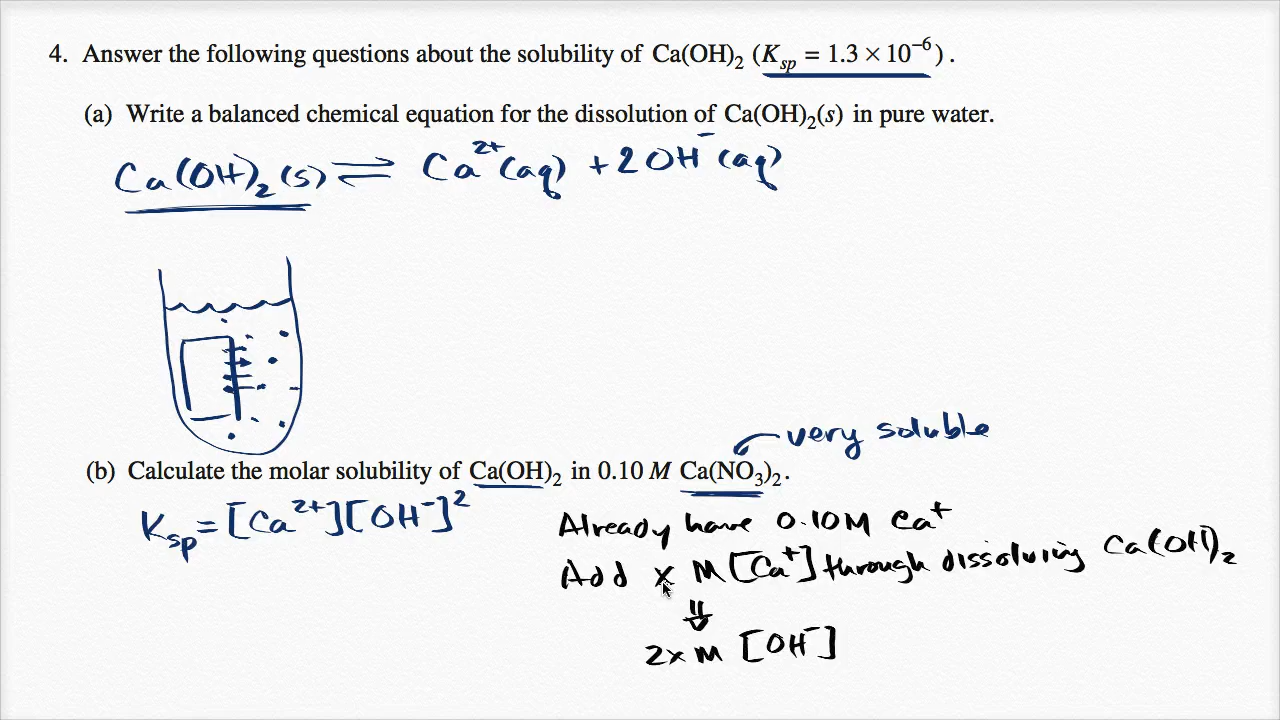 4. Answer the following questions about the solubility of Ca(OH)₂ (Kₛₚ = 1.3 × 10⁻⁶).
(a) Write a balanced chemical equation for the dissolution of Ca(OH)₂(s) in pure water.
Ca(OH)₂(s) ⇌ Ca²⁺(aq) + 2OH⁻(aq)
very soluble
(b) Calculate the molar solubility of Ca(OH)₂ in 0.10 M Ca(NO₃)₂.
Ksp = [Ca²⁺][OH⁻]²
Already have 0.10M Ca⁺
Add x M [Ca⁺] through dissolving Ca(OH)₂
⇓
2x M [OH⁻]